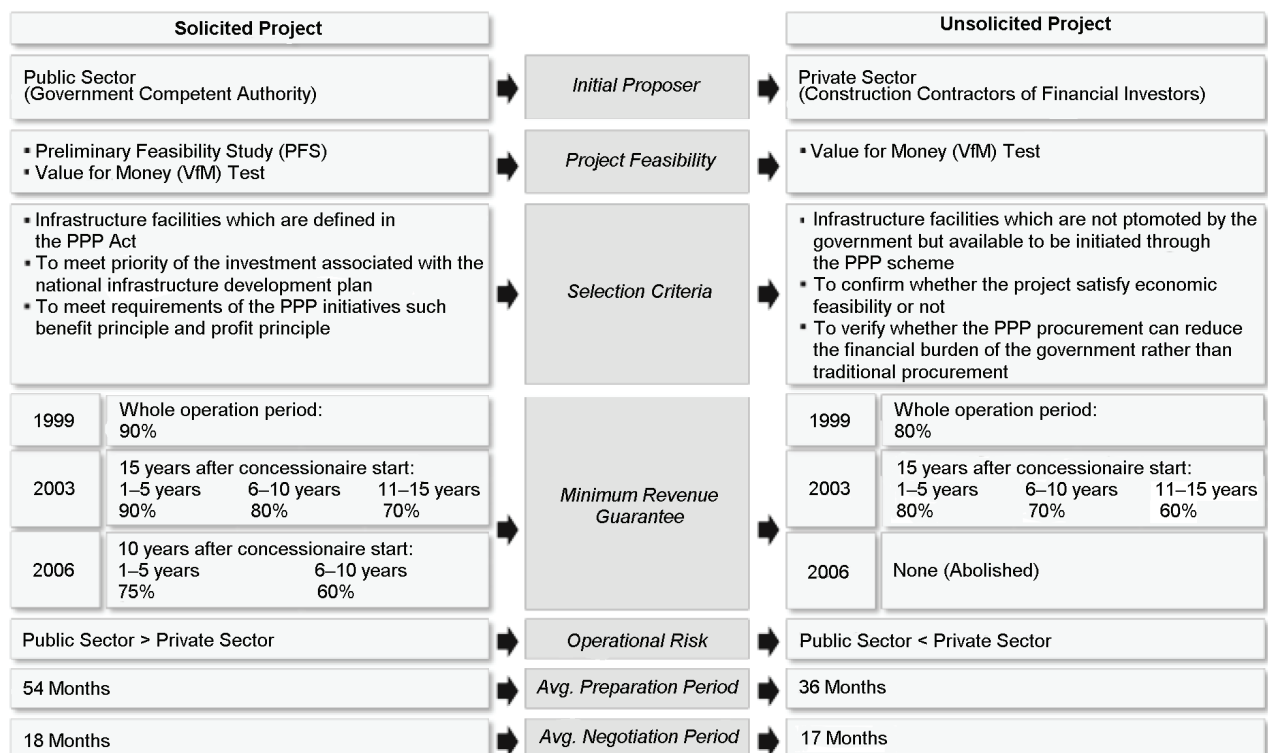 Solicited Project
Unsolicited Project
Public Sector
(Government Competent Authority)
Initial Proposer
Private Sector
(Construction Contractors of Financial Investors)
▪ Preliminary Feasibility Study (PFS)
▪ Value for Money (VfM) Test
Project Feasibility
▪ Value for Money (VfM) Test
▪ Infrastructure facilities which are defined in
the PPP Act
▪ To meet priority of the investment associated with the
national infrastructure development plan
▪ To meet requirements of the PPP initiatives such
benefit principle and profit principle
Selection Criteria
▪ Infrastructure facilities which are not ptomoted by the
government but available to be initiated through
the PPP scheme
▪ To confirm whether the project satisfy economic
feasibility or not
▪ To verify whether the PPP procurement can reduce
the financial burden of the government rather than
traditional procurement
1999
Whole operation period:
90%
2003
15 years after concessionaire start:
1–5 years 6–10 years 11–15 years
90% 80% 70%
2006
10 years after concessionaire start:
1–5 years 6–10 years
75% 60%
Minimum Revenue
Guarantee
1999
Whole operation period:
80%
2003
15 years after concessionaire start:
1–5 years 6–10 years 11–15 years
80% 70% 60%
2006
None (Abolished)
Public Sector > Private Sector
Operational Risk
Public Sector < Private Sector
54 Months
Avg. Preparation Period
36 Months
18 Months
Avg. Negotiation Period
17 Months